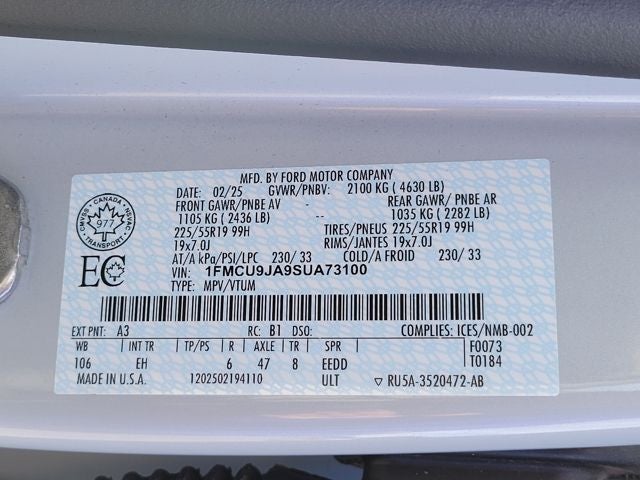 MFD. BY FORD MOTOR COMPANY
DATE: 02/25 GVWR/PNBV: 2100 KG ( 4630 LB)
FRONT GAWR/PNBE AV -- REAR GAWR/ PNBE AR
1105 KG ( 2436 LB) 1035 KG ( 2282 LB)
225/55R19 99H TIRES/PNEUS 225/55R19 99H
19x7.0J RIMS/JANTES 19x7.0J
AT/A kPa/PSI/LPC 230/ 33 COLD/A FROID 230/ 33
VIN: 1FMCU9JA9SUA73100
TYPE: MPV/VTUM
CANADA
CMVSS NSVAC
977
TRANSPORT
EC
EXT PNT: A3 RC: B1 DSO: COMPLIES: ICES/NMB-002
WB INT TR TP/PS R AXLE TR SPR F0073
106 EH 6 47 8 EEDD T0184
MADE IN U.S.A. 1202502194110 ULT ▽ RU5A-3520472-AB